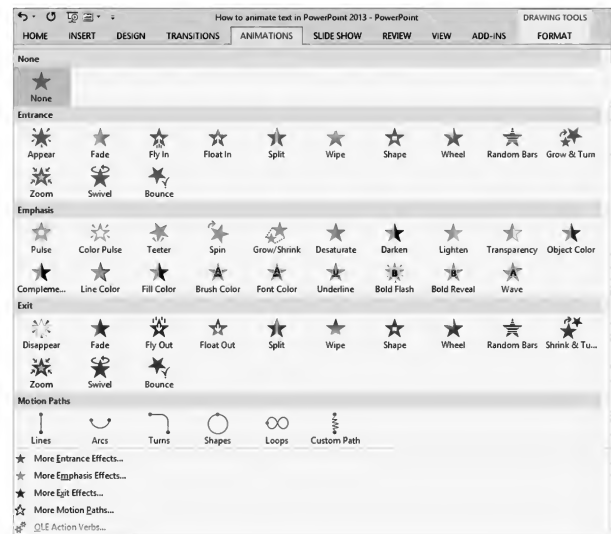 How to animate text in PowerPoint 2013 - PowerPoint DRAWING TOOLS
HOME INSERT DESIGN TRANSITIONS ANIMATIONS SLIDE SHOW REVIEW VIEW ADD-INS FORMAT
None
None
Entrance
Appear Fade Fly In Float In Split Wipe Shape Wheel Random Bars Grow & Turn
Zoom Swivel Bounce
Emphasis
Pulse Color Pulse Teeter Spin Grow/Shrink Desaturate Darken Lighten Transparency Object Color
Compleme... Line Color Fill Color Brush Color Font Color Underline Bold Flash Bold Reveal Wave
Exit
Disappear Fade Fly Out Float Out Split Wipe Shape Wheel Random Bars Shrink & Tu...
Zoom Swivel Bounce
Motion Paths
Lines Arcs Turns Shapes Loops Custom Path
More Entrance Effects...
More Emphasis Effects...
More Exit Effects...
More Motion Paths...
OLE Action Verbs...